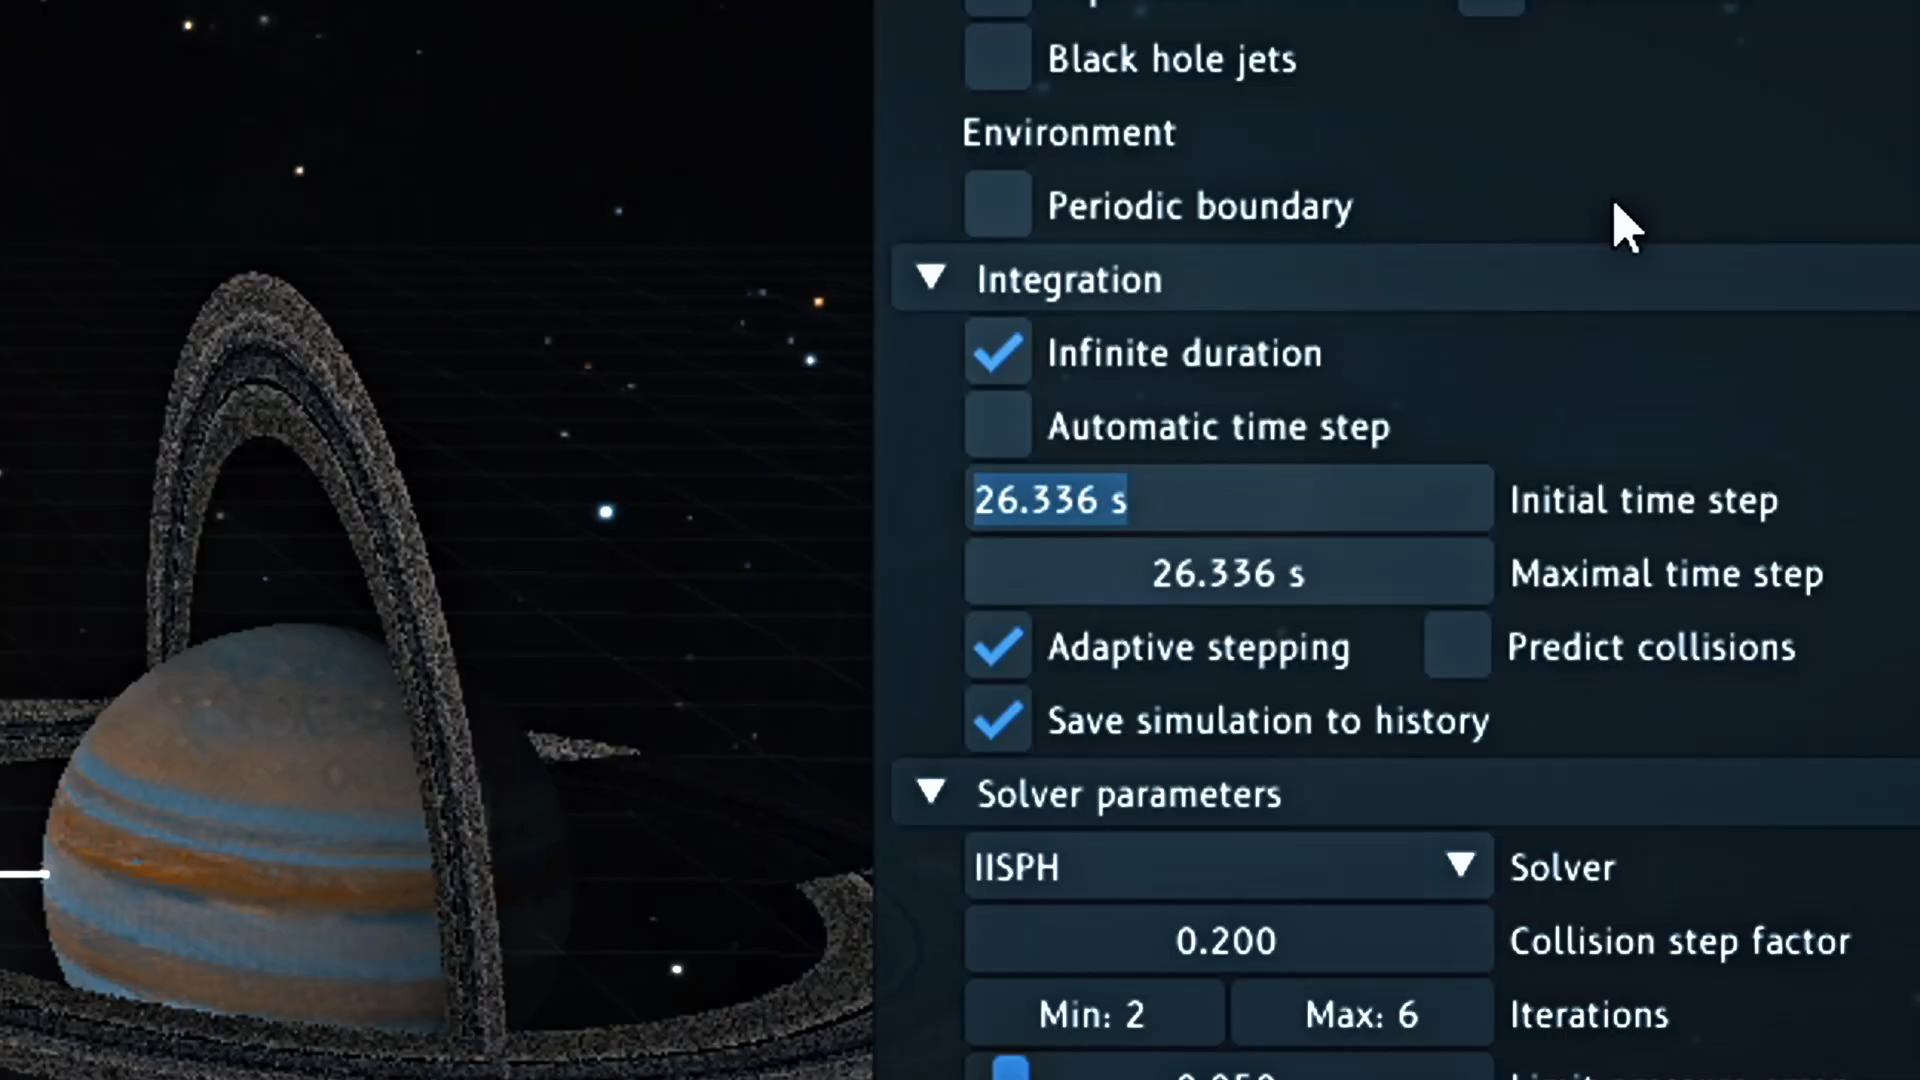 Black hole jets
Environment
Periodic boundary
Integration
Infinite duration
Automatic time step
26.336 s Initial time step
26.336 s Maximal time step
Adaptive stepping Predict collisions
Save simulation to history
Solver parameters
IISPH Solver
0.200 Collision step factor
Min: 2 Max: 6 Iterations